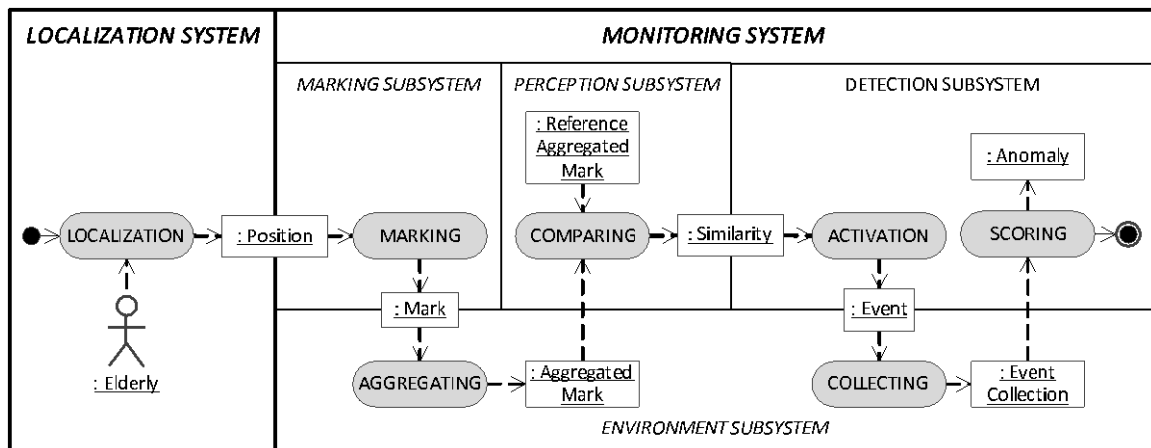 LOCALIZATION SYSTEM
MONITORING SYSTEM
MARKING SUBSYSTEM
PERCEPTION SUBSYSTEM
DETECTION SUBSYSTEM
: Reference
Aggregated
Mark
: Anomaly
LOCALIZATION
: Position
MARKING
COMPARING
: Similarity
ACTIVATION
SCORING
: Mark
: Event
: Elderly
AGGREGATING
: Aggregated
Mark
COLLECTING
: Event
Collection
ENVIRONMENT SUBSYSTEM